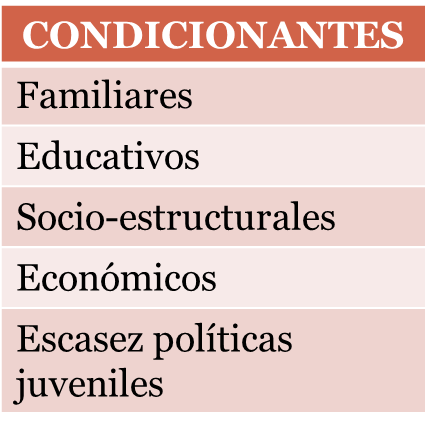 CONDICIONANTES
Familiares
Educativos
Socio-estructurales
Económicos
Escasez políticas
juveniles